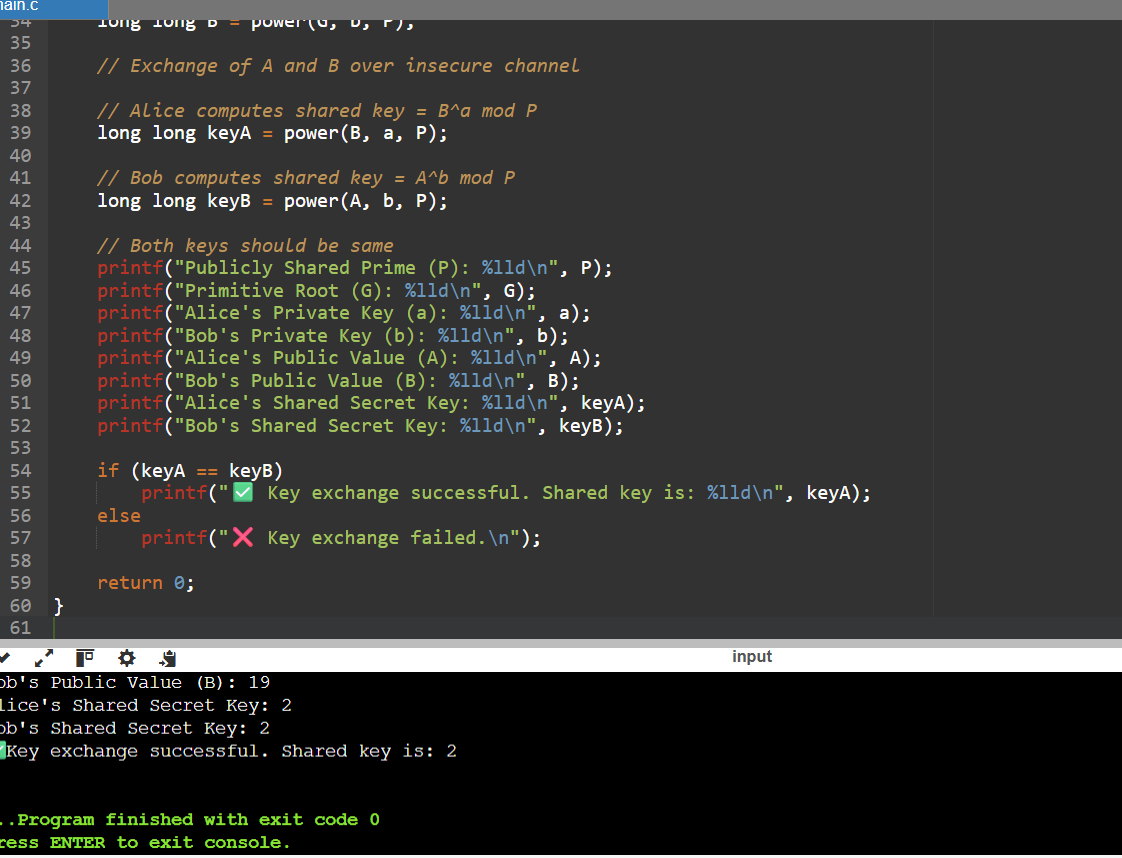 main.c
34     long long B = power(G, b, P);
35
36     // Exchange of A and B over insecure channel
37
38     // Alice computes shared key = B^a mod P
39     long long keyA = power(B, a, P);
40
41     // Bob computes shared key = A^b mod P
42     long long keyB = power(A, b, P);
43
44     // Both keys should be same
45     printf("Publicly Shared Prime (P): %lld\n", P);
46     printf("Primitive Root (G): %lld\n", G);
47     printf("Alice's Private Key (a): %lld\n", a);
48     printf("Bob's Private Key (b): %lld\n", b);
49     printf("Alice's Public Value (A): %lld\n", A);
50     printf("Bob's Public Value (B): %lld\n", B);
51     printf("Alice's Shared Secret Key: %lld\n", keyA);
52     printf("Bob's Shared Secret Key: %lld\n", keyB);
53
54     if (keyA == keyB)
55         printf("✅ Key exchange successful. Shared key is: %lld\n", keyA);
56     else
57         printf("❌ Key exchange failed.\n");
58
59     return 0;
60 }
61
input
ob's Public Value (B): 19
lice's Shared Secret Key: 2
ob's Shared Secret Key: 2
✅Key exchange successful. Shared key is: 2
..Program finished with exit code 0
ress ENTER to exit console.